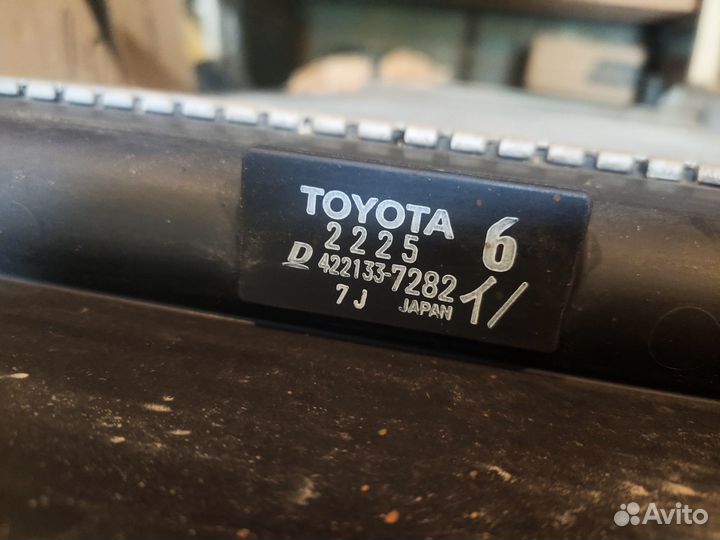 TOYOTA
2225
6
D 422133-7282
イ/
7J JAPAN
Avito